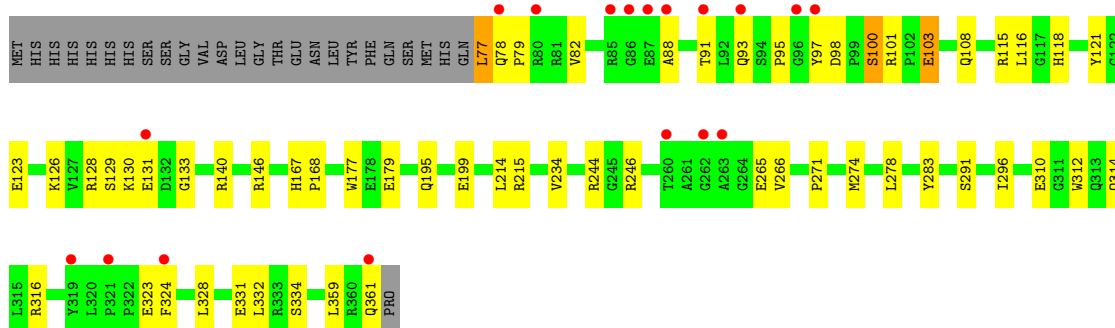 MET HIS HIS HIS HIS HIS HIS SER SER GLY VAL ASP LEU GLY THR GLU ASN LEU TYR PHE GLN SER MET HIS GLN L77 Q78 P79 R80 R81 V82 R85 G86 E87 A88 T91 L92 Q93 S94 P95 G96 Y97 D98 P99 S100 R101 P102 E103 Q108 R115 L116 G117 H118 Y121
E123 K126 V127 R128 S129 K130 E131 D132 G133 R140 R146 H167 P168 W177 E178 E179 Q195 E199 L214 R215 V234 R244 G245 R246 T260 A261 G262 A263 G264 E265 V266 P271 M274 L278 Y283 S291 I296 E310 G311 W312 Q313
L315 R316 Y319 L320 P321 P322 E323 F324 L328 E331 L332 R333 S334 L359 R360 Q361 PRO